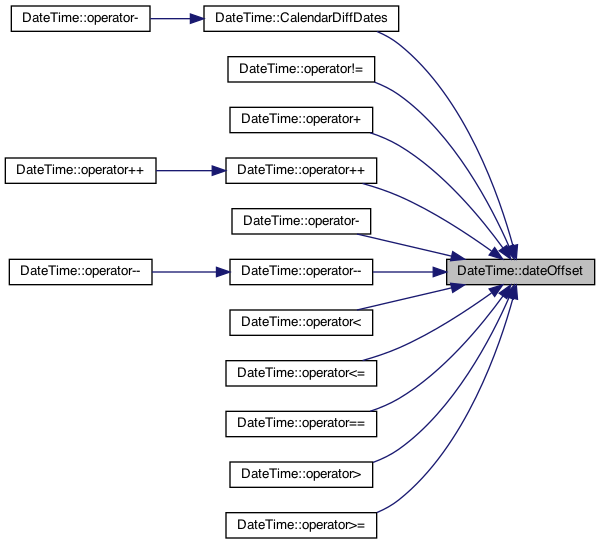 DateTime::operator-
DateTime::CalendarDiffDates
DateTime::operator!=
DateTime::operator+
DateTime::operator++
DateTime::operator++
DateTime::operator-
DateTime::dateOffset
DateTime::operator--
DateTime::operator--
DateTime::operator<
DateTime::operator<=
DateTime::operator==
DateTime::operator>
DateTime::operator>=